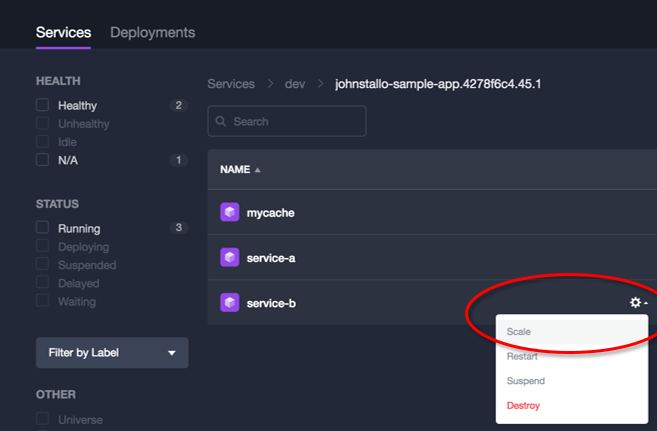 Services Deployments
HEALTH
Healthy 2
Unhealthy
Idle
N/A 1
STATUS
Running 3
Deploying
Suspended
Delayed
Waiting
Filter by Label
OTHER
Universe
Services > dev > johnstallo-sample-app.4278f6c4.45.1
Search
NAME
mycache
service-a
service-b
Scale
Restart
Suspend
Destroy